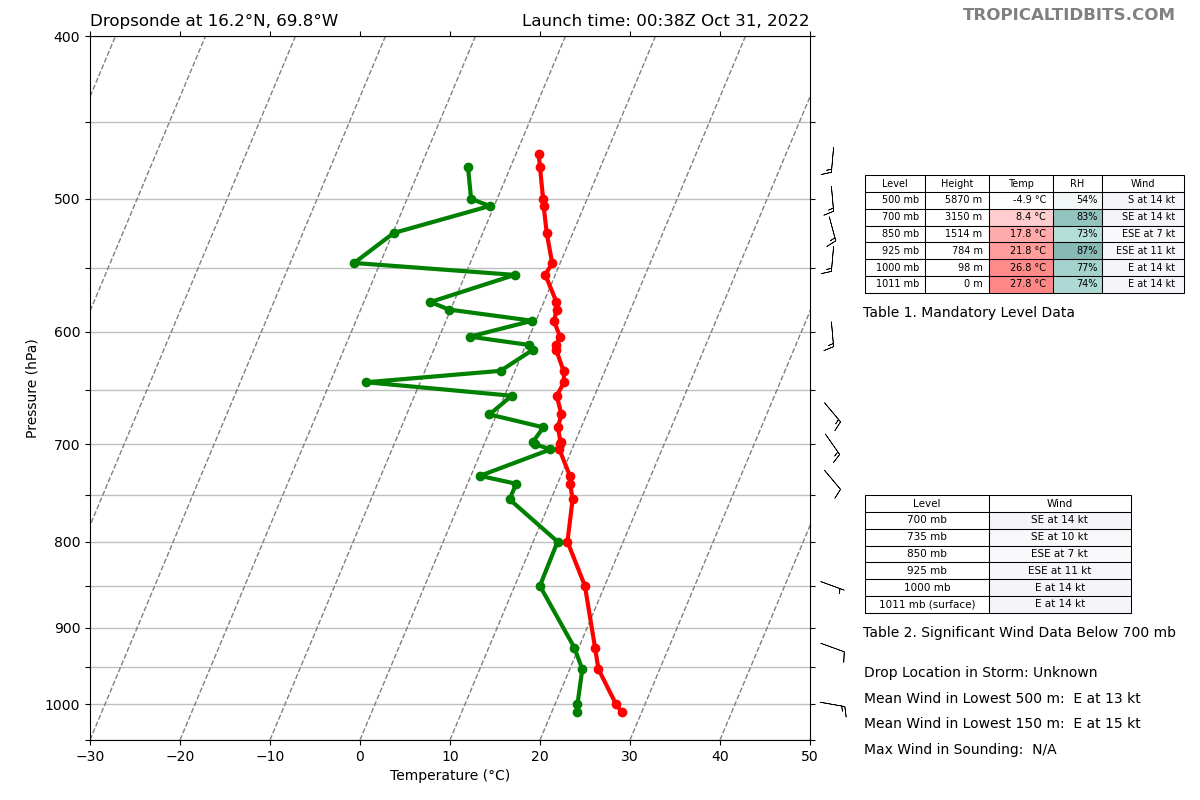 TROPICALTIDBITS.COM
Dropsonde at 16.2°N, 69.8°W
Launch time: 00:38Z Oct 31, 2022
400
500
600
700
800
900
1000
Pressure (hPa)
−30 −20 −10 0 10 20 30 40 50
Temperature (°C)
Level Height Temp RH Wind
500 mb 5870 m -4.9 °C 54% S at 14 kt
700 mb 3150 m 8.4 °C 83% SE at 14 kt
850 mb 1514 m 17.8 °C 73% ESE at 7 kt
925 mb 784 m 21.8 °C 87% ESE at 11 kt
1000 mb 98 m 26.8 °C 77% E at 14 kt
1011 mb 0 m 27.8 °C 74% E at 14 kt
Table 1. Mandatory Level Data
Level Wind
700 mb SE at 14 kt
735 mb SE at 10 kt
850 mb ESE at 7 kt
925 mb ESE at 11 kt
1000 mb E at 14 kt
1011 mb (surface) E at 14 kt
Table 2. Significant Wind Data Below 700 mb
Drop Location in Storm: Unknown
Mean Wind in Lowest 500 m: E at 13 kt
Mean Wind in Lowest 150 m: E at 15 kt
Max Wind in Sounding: N/A